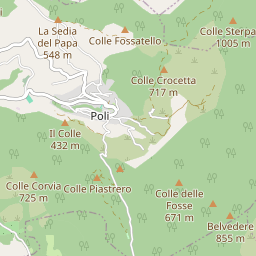 La Sedia
del Papa
548 m
Colle Fossatello
Colle Sterpa
1005 m
Colle Crocetta
717 m
Poli
Il Colle
432 m
Colle Corvia
725 m
Colle Piastrero
Colle delle
Fosse
671 m
Belvedere
855 m